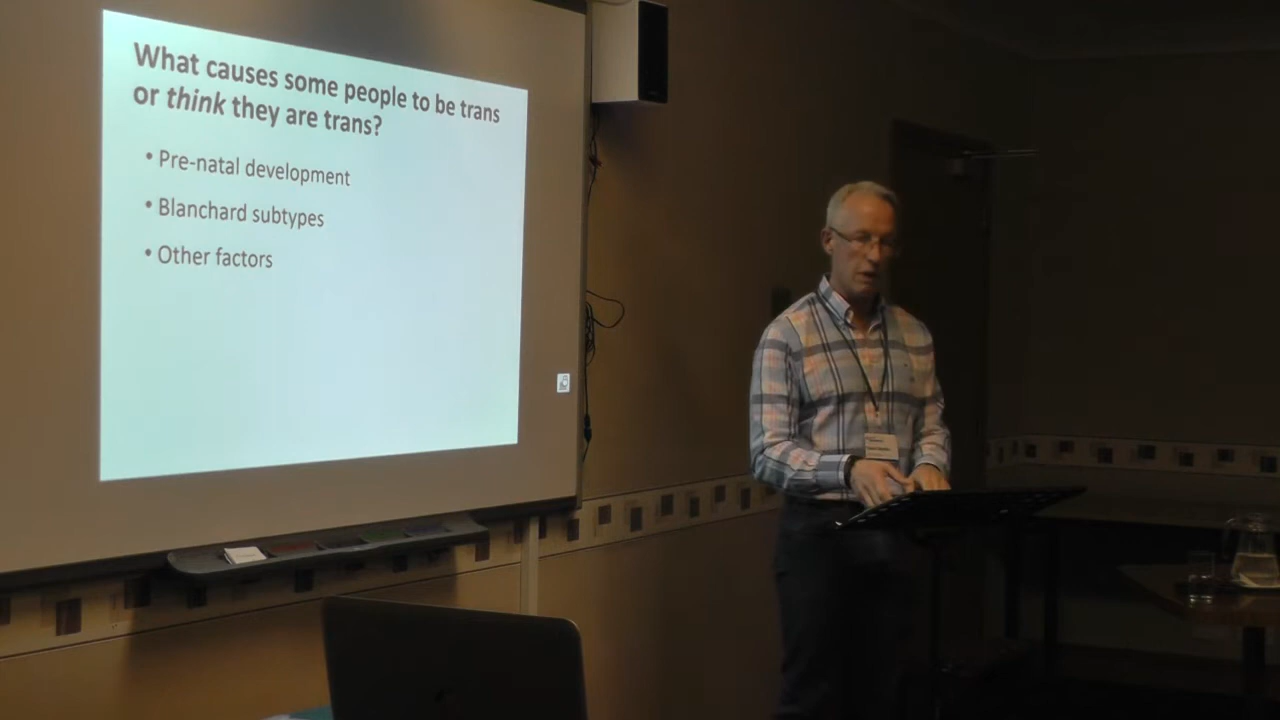 What causes some people to be trans
or think they are trans?
• Pre-natal development
• Blanchard subtypes
• Other factors